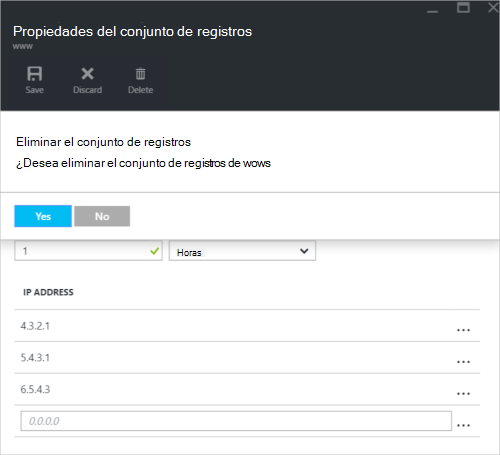 Propiedades del conjunto de registros
www
Save Discard Delete
Eliminar el conjunto de registros
¿Desea eliminar el conjunto de registros de wows
Yes No
1 Horas
IP ADDRESS
4.3.2.1 ...
5.4.3.1 ...
6.5.4.3 ...
0.0.0.0 ...